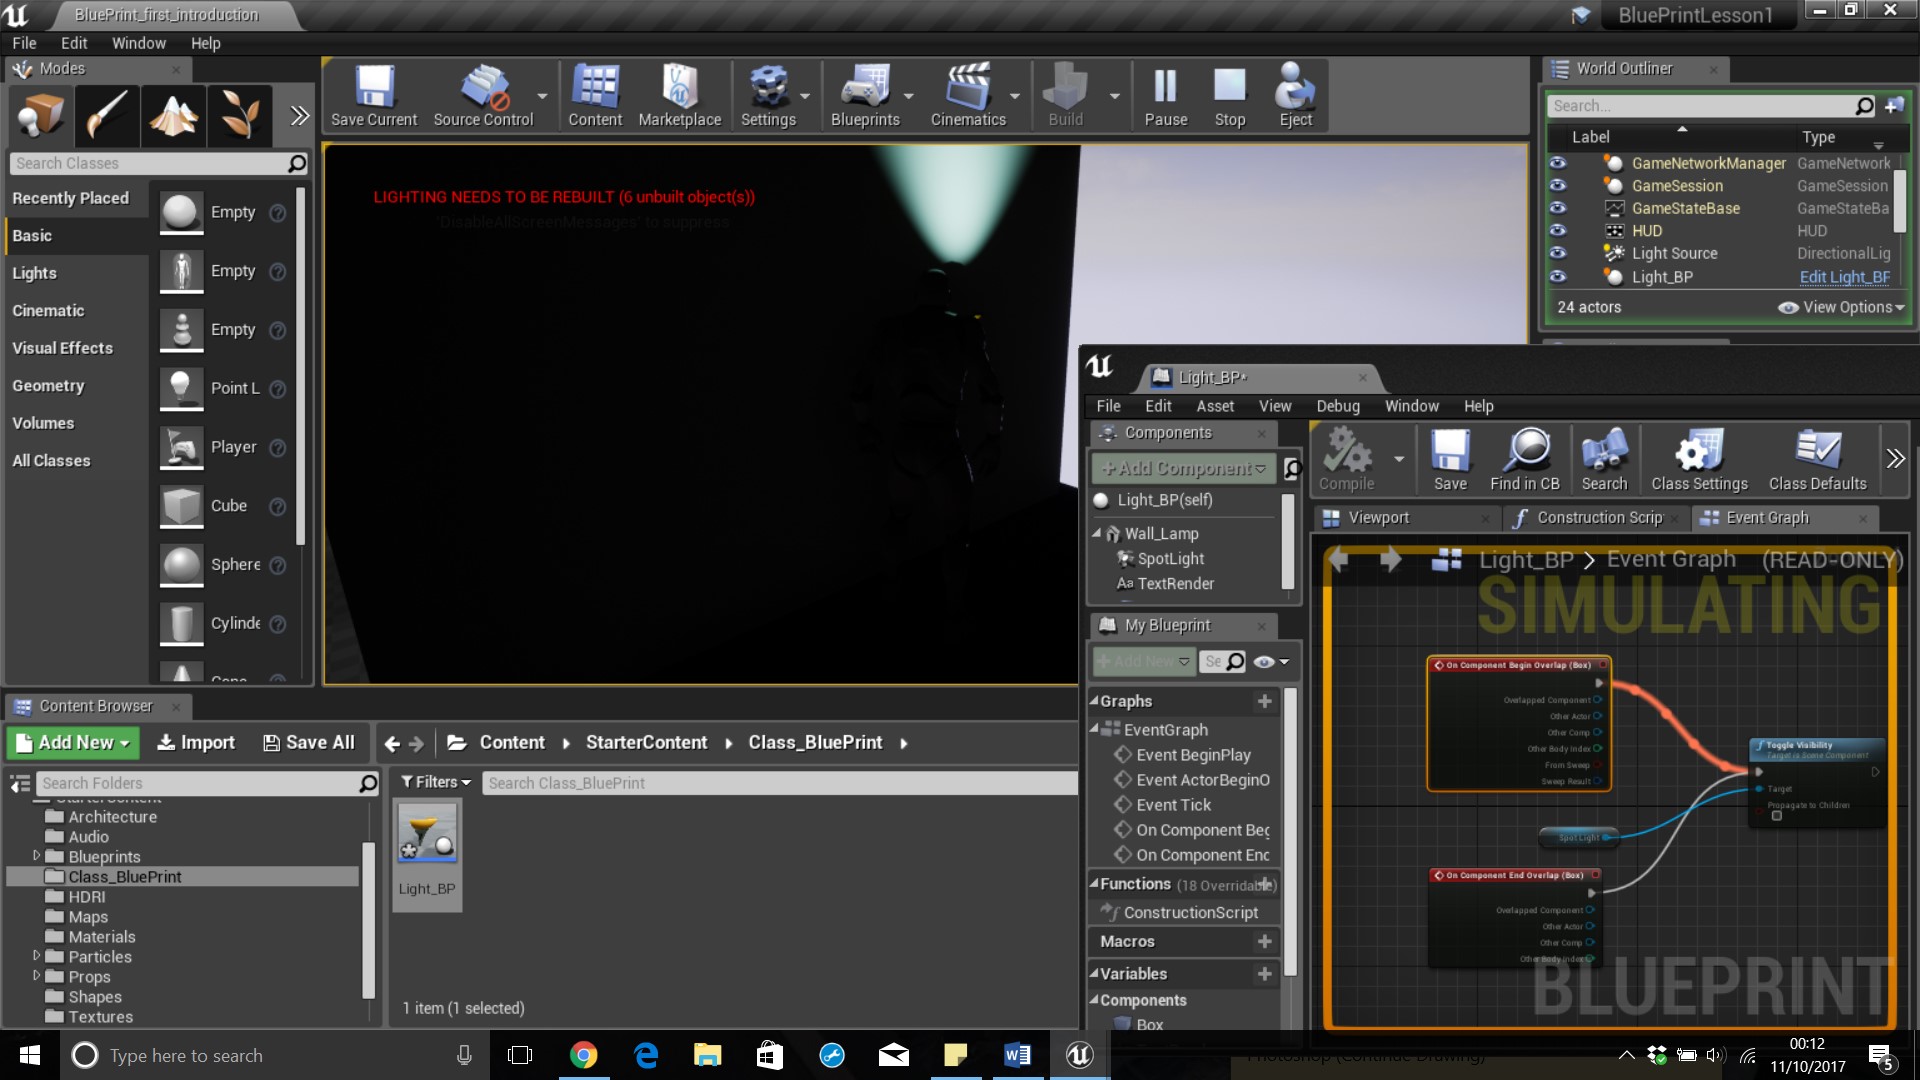 BluePrint_first_introduction
BluePrintLesson1
File Edit Window Help
Modes
Search Classes
Recently Placed
Basic
Lights
Cinematic
Visual Effects
Geometry
Volumes
All Classes
Empty
Empty
Empty
Point L
Player
Cube
Sphere
Cylinde
Save Current Source Control Content Marketplace Settings Blueprints Cinematics Build Pause Stop Eject
LIGHTING NEEDS TO BE REBUILT (6 unbuilt object(s))
'DisableAllScreenMessages' to suppress
World Outliner
Search...
Label Type
GameNetworkManager GameNetwork
GameSession GameSession
GameStateBase GameStateBa
HUD HUD
Light Source DirectionalLig
Light_BP Edit Light_BP
24 actors View Options
Light_BP*
File Edit Asset View Debug Window Help
Components
+Add Component
Light_BP(self)
Wall_Lamp
SpotLight
Aa TextRender
My Blueprint
+Add New Se
Graphs
EventGraph
Event BeginPlay
Event ActorBeginO
Event Tick
On Component Beg
On Component End
Functions (18 Overridable)
ConstructionScript
Macros
Variables
Components
Box
Compile Save Find in CB Search Class Settings Class Defaults
Viewport Construction Scrip Event Graph
Light_BP > Event Graph (READ-ONLY)
SIMULATING
On Component Begin Overlap (Box)
Overlapped Component
Other Actor
Other Comp
Other Body Index
From Sweep
Sweep Result
Toggle Visibility
Target is Scene Component
Target
Propagate to Children
Spot Light
On Component End Overlap (Box)
Overlapped Component
Other Actor
Other Comp
Other Body Index
BLUEPRINT
Content Browser
Add New Import Save All Content StarterContent Class_BluePrint
Search Folders
StarterContent
Architecture
Audio
Blueprints
Class_BluePrint
HDRI
Maps
Materials
Particles
Props
Shapes
Textures
Filters Search Class_BluePrint
Light_BP
1 item (1 selected)
Type here to search
Photoshop (Continue Drawing)
00:12
11/10/2017
5